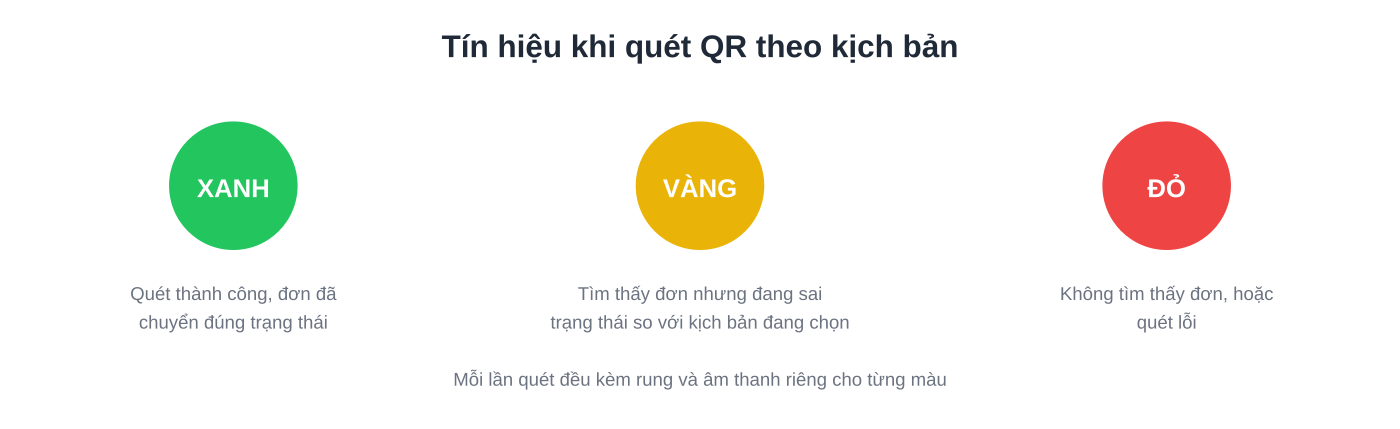 Tín hiệu khi quét QR theo kịch bản
XANH
VÀNG
ĐỎ
Quét thành công, đơn đã
chuyển đúng trạng thái
Tìm thấy đơn nhưng đang sai
trạng thái so với kịch bản đang chọn
Không tìm thấy đơn, hoặc
quét lỗi
Mỗi lần quét đều kèm rung và âm thanh riêng cho từng màu